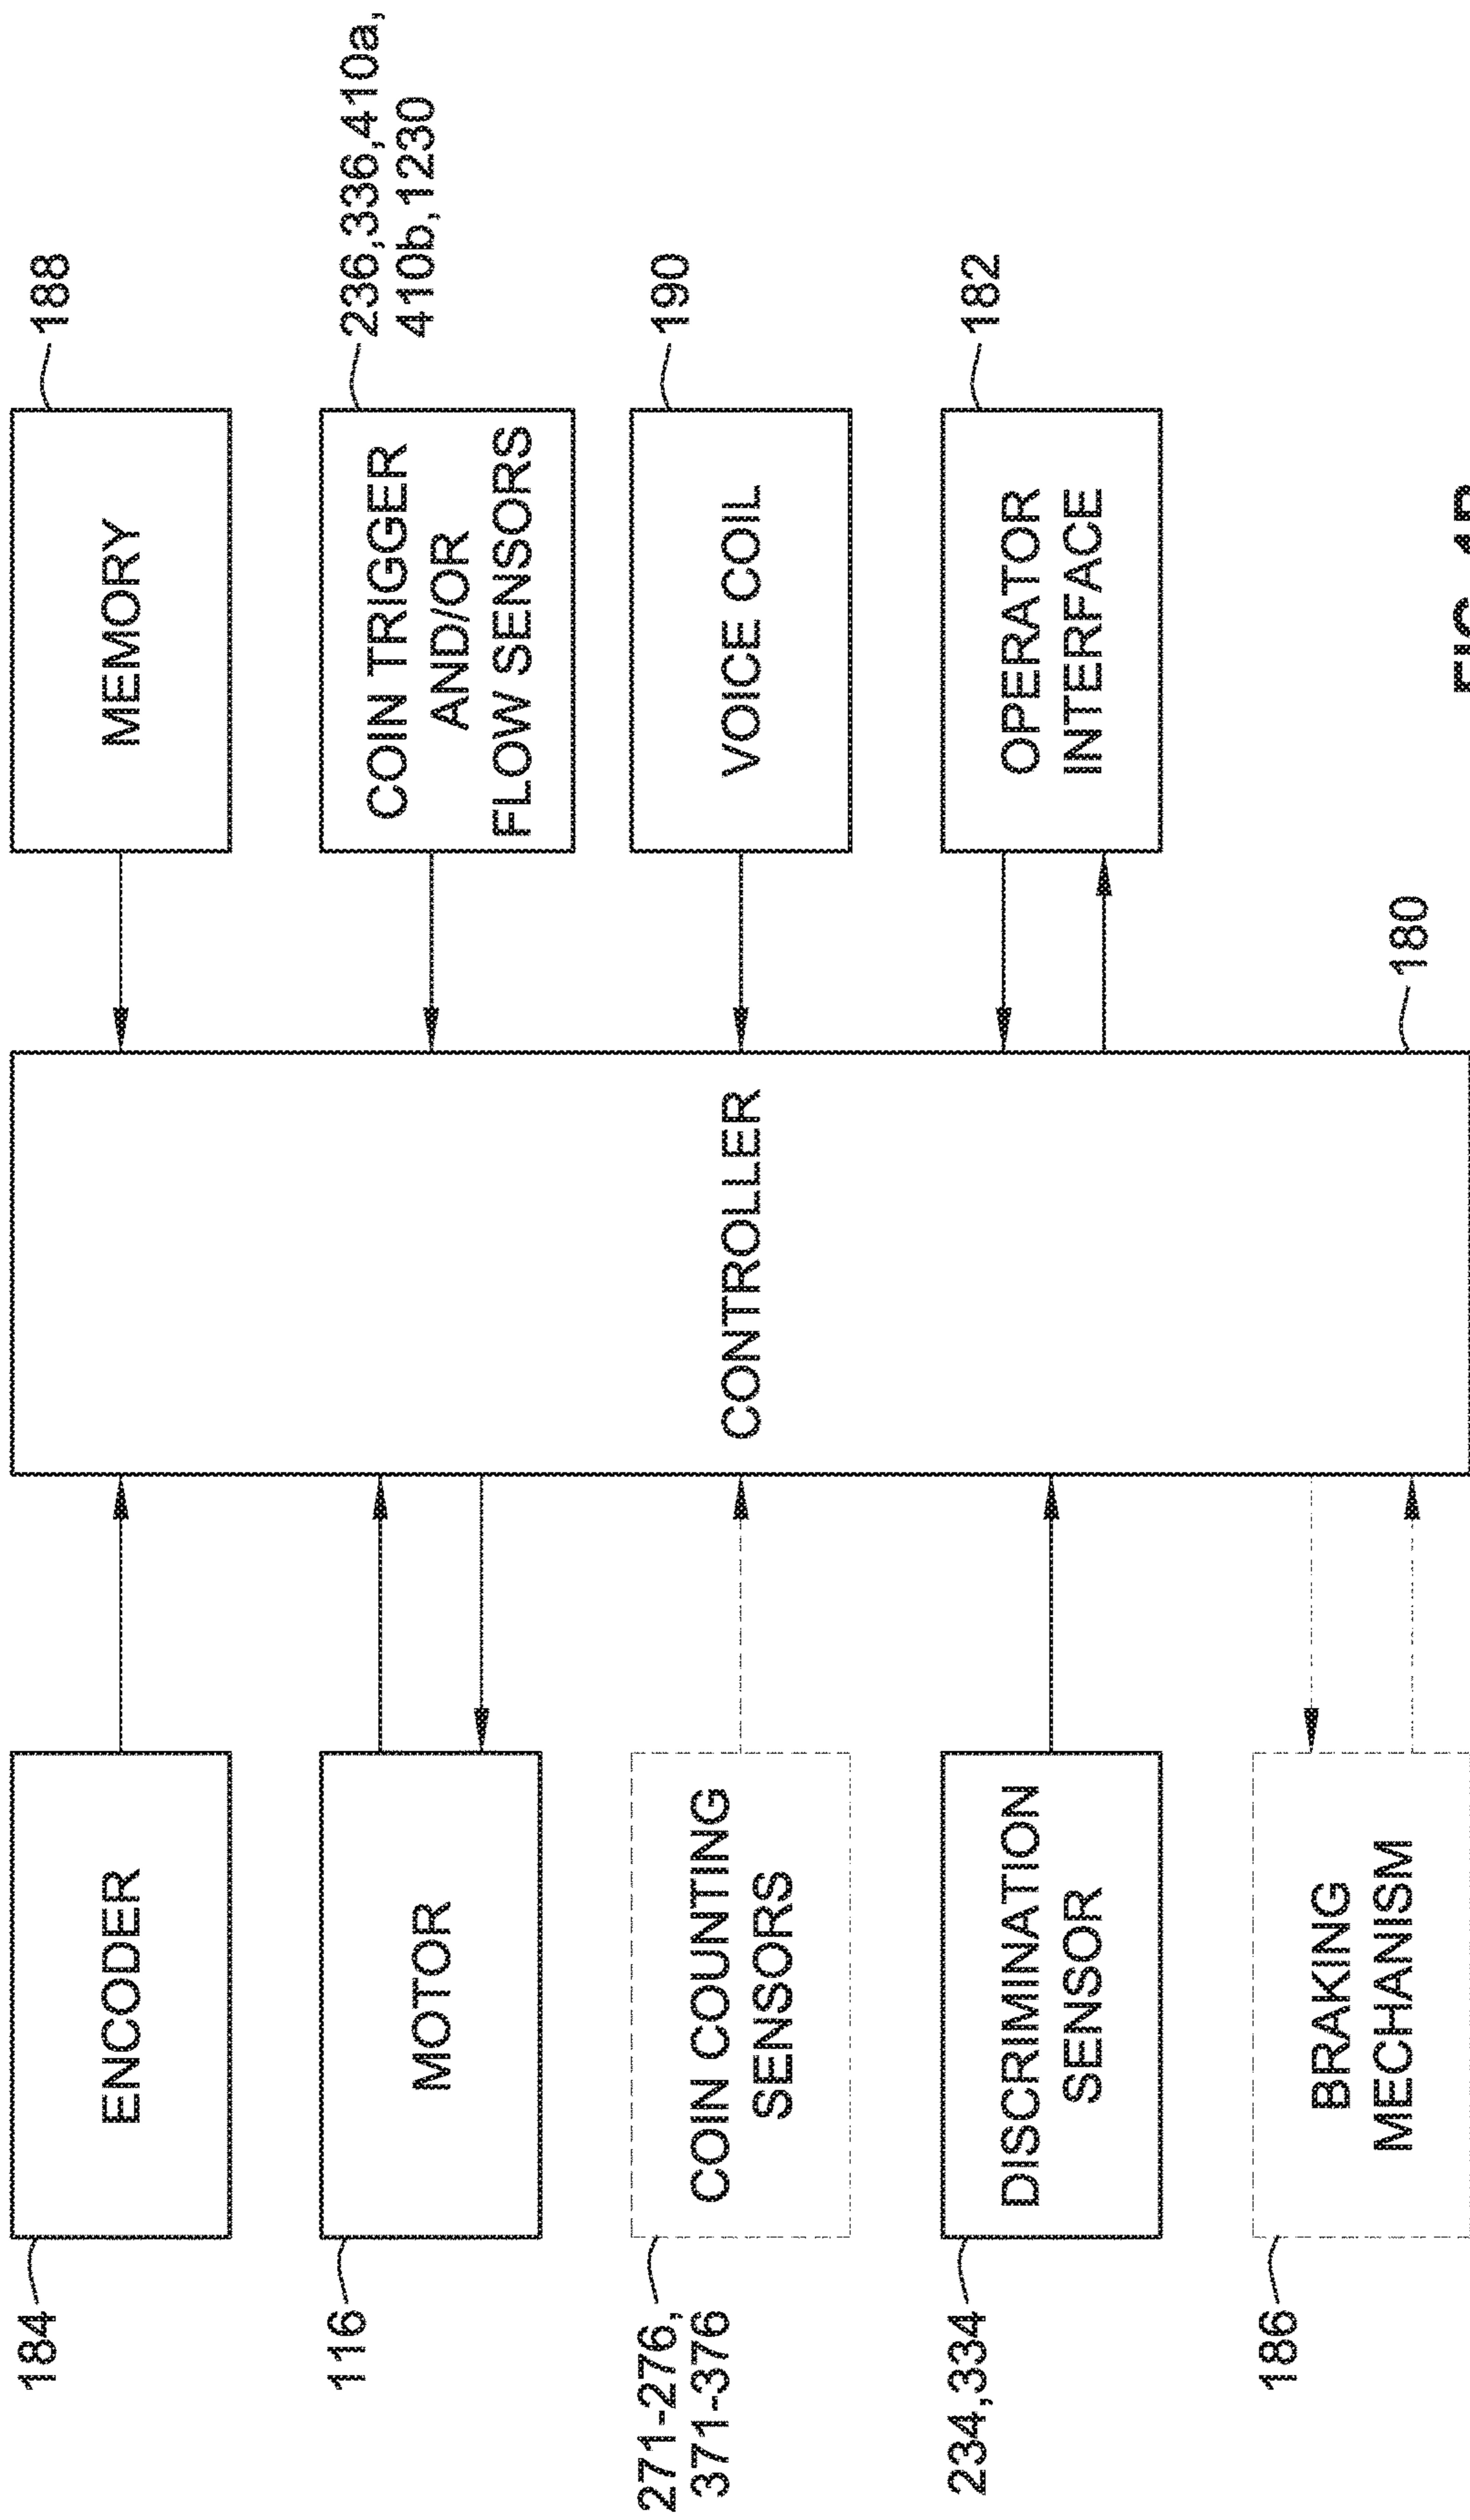 184
ENCODER
116
MOTOR
271-276,
371-376
COIN COUNTING
SENSORS
234,334
DISCRIMINATION
SENSOR
186
BRAKING
MECHANISM
CONTROLLER
180
MEMORY
188
COIN TRIGGER
AND/OR
FLOW SENSORS
236,336,410a,
410b,1230
VOICE COIL
190
OPERATOR
INTERFACE
182